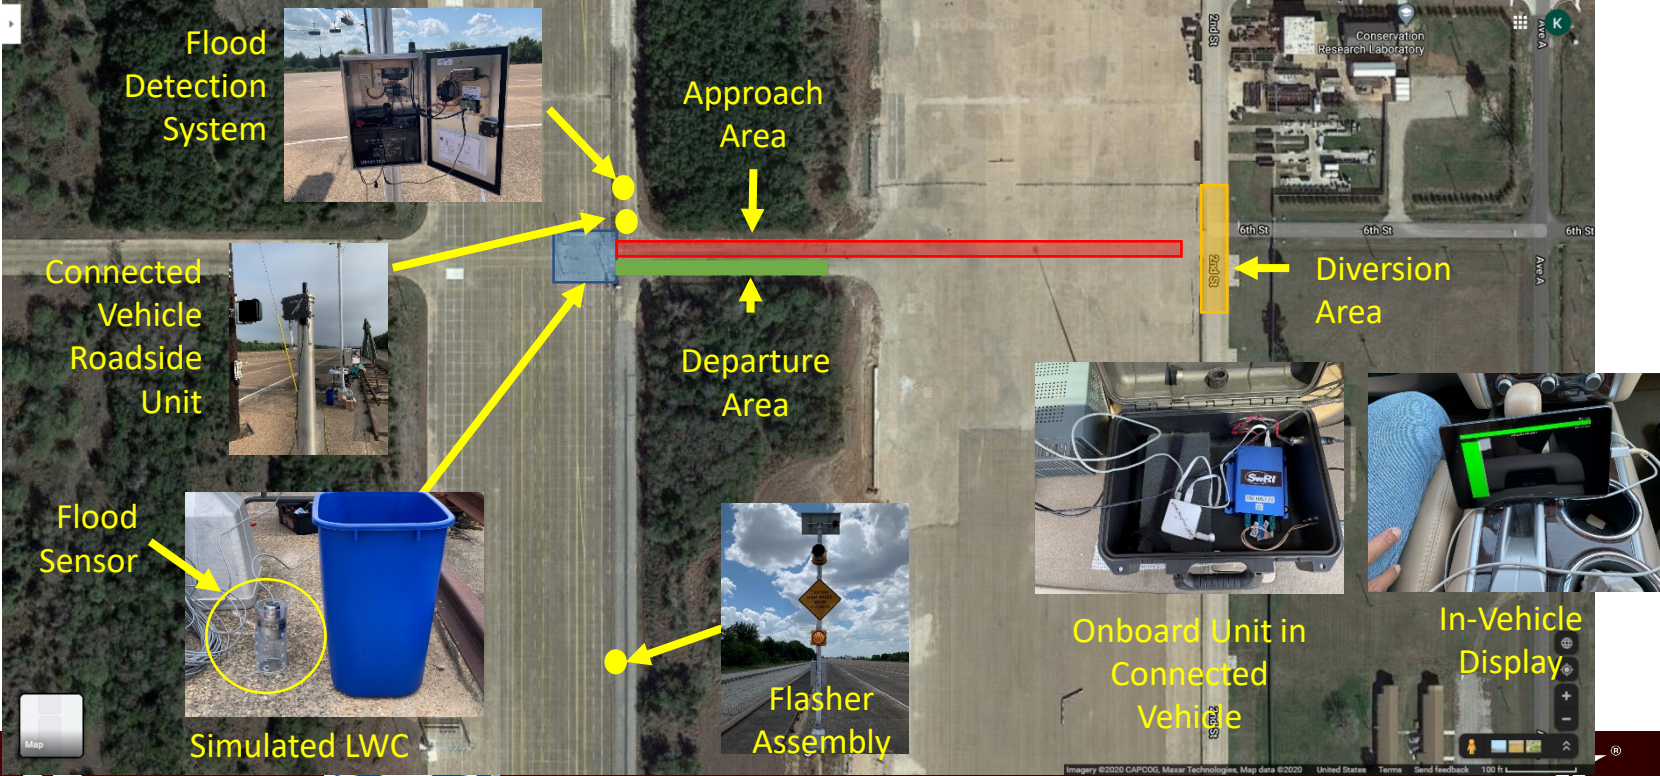 Flood
Detection
System
Approach
Area
Conservation
Research Laboratory
K
2nd St
Ave A
6th St
6th St
6th St
2nd St
Ave A
Connected
Vehicle
Roadside
Unit
Diversion
Area
Departure
Area
Flood
Sensor
SwRI
Onboard Unit in
Connected
Vehicle
In-Vehicle
Display
Flasher
Assembly
2nd St
Simulated LWC
Map
®
Imagery ©2020 CAPCOG, Maxar Technologies, Map data ©2020 United States Terms Send feedback 100 ft